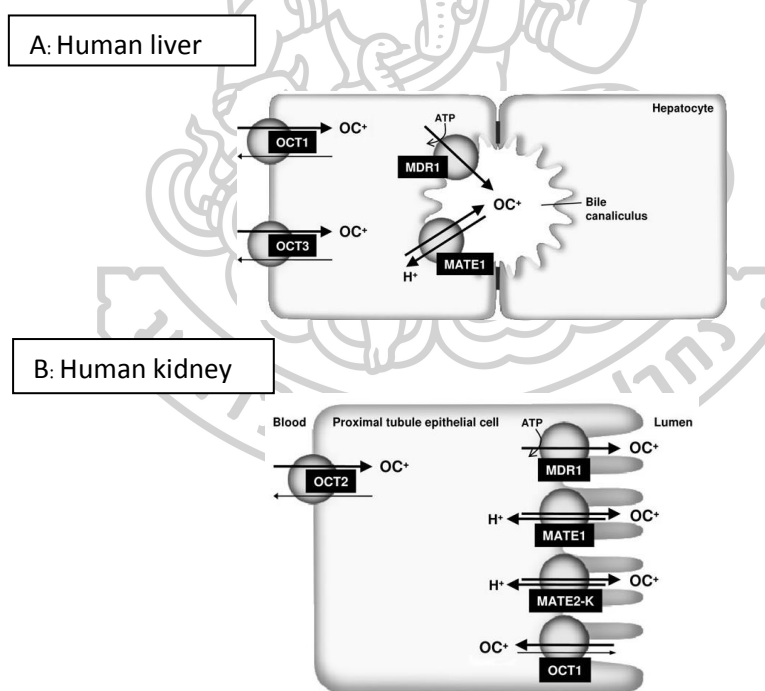 A: Human liver
Hepatocyte
OCT1
OC⁺
ATP
MDR1
OC⁺
Bile
canaliculus
OCT3
OC⁺
MATE1
H⁺
B: Human kidney
Blood
Proximal tubule epithelial cell
ATP
Lumen
OCT2
OC⁺
MDR1
OC⁺
H⁺
MATE1
OC⁺
H⁺
MATE2-K
OC⁺
OC⁺
OCT1